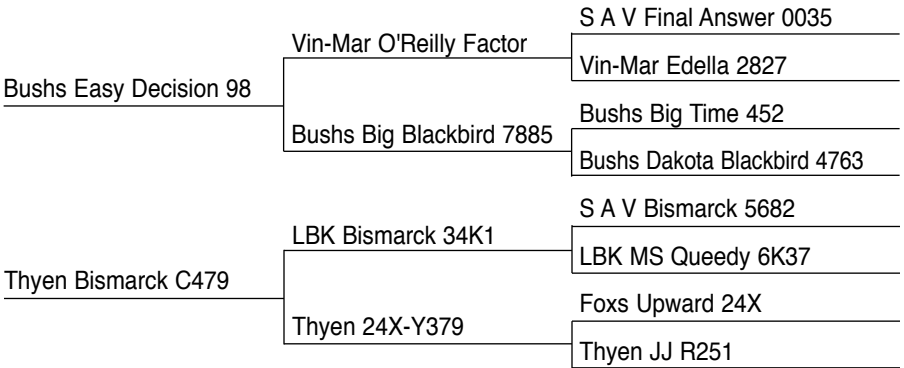 S A V Final Answer 0035
Vin-Mar O'Reilly Factor
Vin-Mar Edella 2827
Bushs Easy Decision 98
Bushs Big Time 452
Bushs Big Blackbird 7885
Bushs Dakota Blackbird 4763
S A V Bismarck 5682
LBK Bismarck 34K1
LBK MS Queedy 6K37
Thyen Bismarck C479
Foxs Upward 24X
Thyen 24X-Y379
Thyen JJ R251